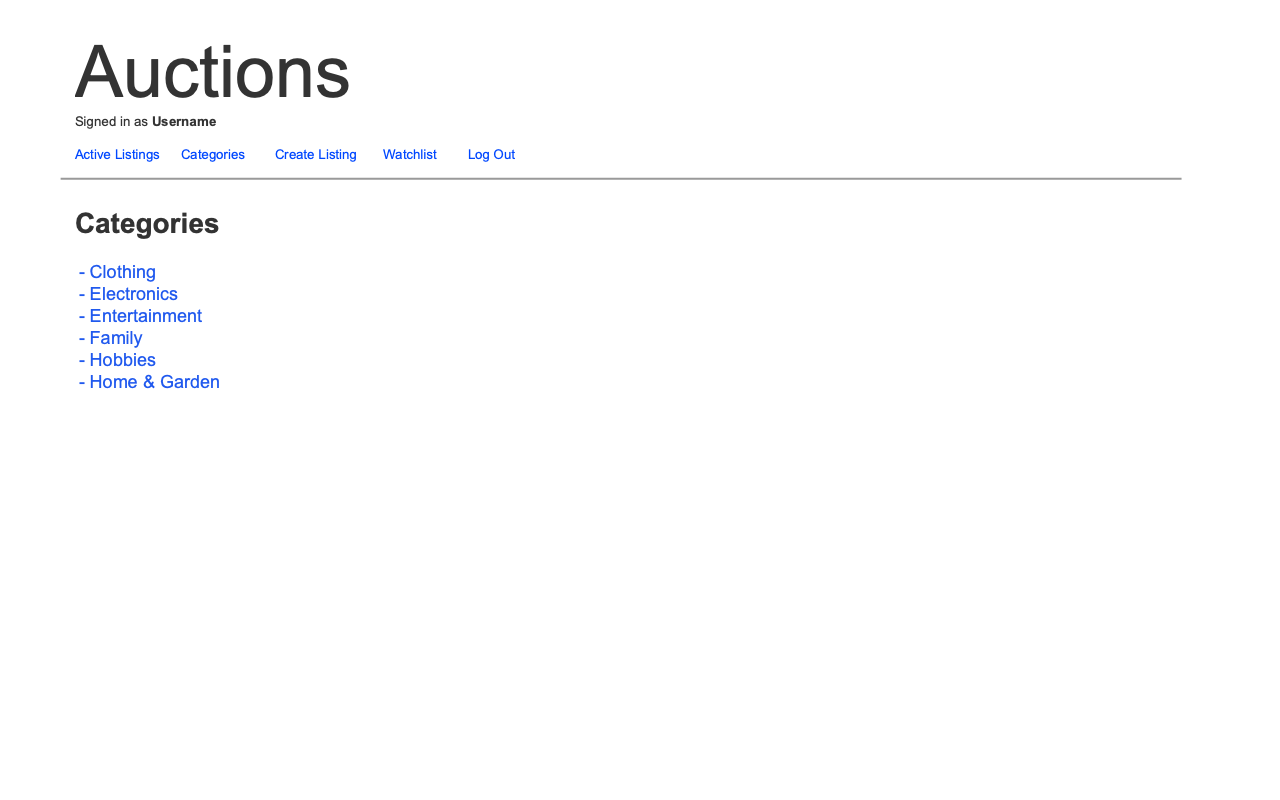 Auctions
Signed in as Username
Active Listings Categories Create Listing Watchlist Log Out
Categories
- Clothing
- Electronics
- Entertainment
- Family
- Hobbies
- Home & Garden